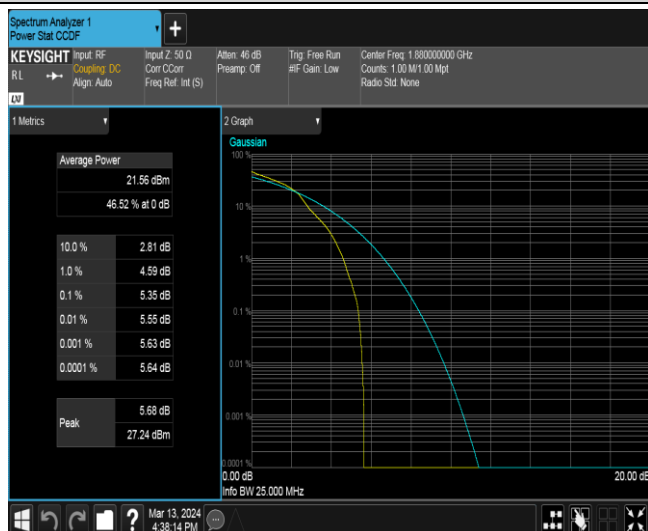 Spectrum Analyzer 1
Power Stat CCDF
+
KEYSIGHT
RL
LXI
Input: RF
Coupling: DC
Align: Auto
Input Z: 50 Ω
Corr CCorr
Freq Ref: Int (S)
Atten: 46 dB
Preamp: Off
Trig: Free Run
#IF Gain: Low
Center Freq: 1.880000000 GHz
Counts: 1.00 M/1.00 Mpt
Radio Std: None
1 Metrics
Average Power
21.56 dBm
46.52 % at 0 dB
10.0 % 2.81 dB
1.0 % 4.59 dB
0.1 % 5.35 dB
0.01 % 5.55 dB
0.001 % 5.63 dB
0.0001 % 5.64 dB
Peak
5.68 dB
27.24 dBm
2 Graph
Gaussian
100 %
10 %
1 %
0.1 %
0.01 %
0.001 %
0.0001 %
0.00 dB
20.00 dB
Info BW 25.000 MHz
?
Mar 13, 2024
4:38:14 PM